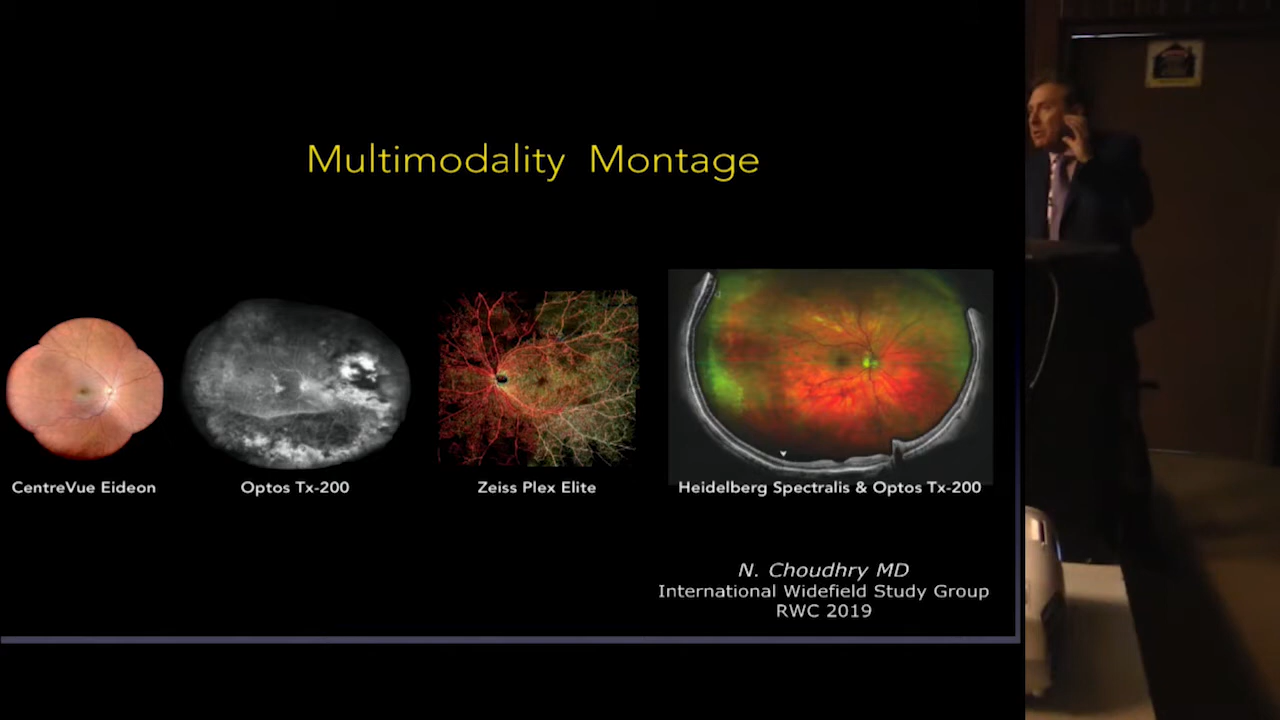 Multimodality Montage
CentreVue Eideon
Optos Tx-200
Zeiss Plex Elite
Heidelberg Spectralis & Optos Tx-200
N. Choudhry MD
International Widefield Study Group
RWC 2019